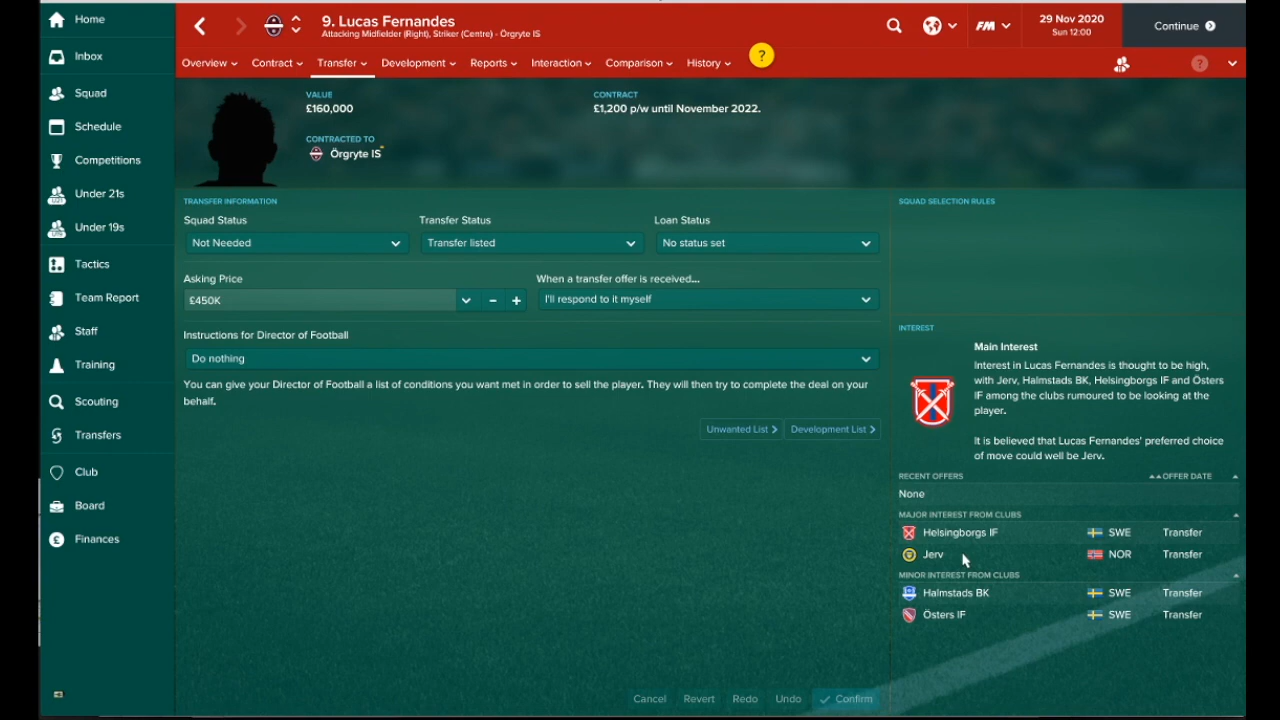 Home
Inbox
Squad
Schedule
Competitions
Under 21s
Under 19s
Tactics
Team Report
Staff
Training
Scouting
Transfers
Club
Board
Finances
9. Lucas Fernandes
Attacking Midfielder (Right), Striker (Centre) - Örgryte IS
FM
29 Nov 2020
Sun 12:00
Continue
Overview
Contract
Transfer
Development
Reports
Interaction
Comparison
History
?
?
VALUE
£160,000
CONTRACTED TO
Örgryte IS
CONTRACT
£1,200 p/w until November 2022.
TRANSFER INFORMATION
Squad Status
Transfer Status
Loan Status
Not Needed
Transfer listed
No status set
Asking Price
When a transfer offer is received...
£450K
I'll respond to it myself
Instructions for Director of Football
Do nothing
You can give your Director of Football a list of conditions you want met in order to sell the player. They will then try to complete the deal on your
behalf.
Unwanted List
Development List
SQUAD SELECTION RULES
INTEREST
Main Interest
Interest in Lucas Fernandes is thought to be high,
with Jerv, Halmstads BK, Helsingborgs IF and Östers
IF among the clubs rumoured to be looking at the
player.
It is believed that Lucas Fernandes' preferred choice
of move could well be Jerv.
RECENT OFFERS
OFFER DATE
None
MAJOR INTEREST FROM CLUBS
Helsingborgs IF SWE Transfer
Jerv NOR Transfer
MINOR INTEREST FROM CLUBS
Halmstads BK SWE Transfer
Östers IF SWE Transfer
Cancel
Revert
Redo
Undo
Confirm